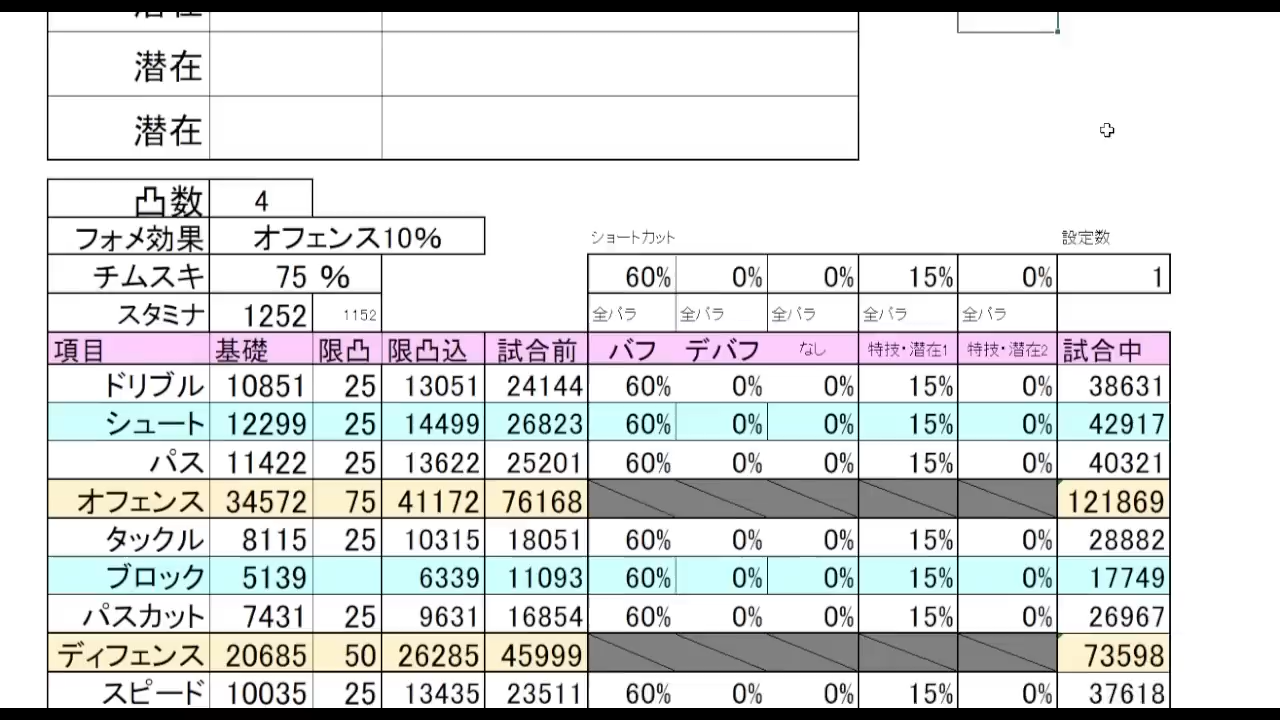 潜在
潜在
潜在
凸数 4
フォメ効果 オフェンス10% ショートカット 設定数
チムスキ 75 % 60% 0% 0% 15% 0% 1
スタミナ 1252 1152 全パラ 全パラ 全パラ 全パラ 全パラ
項目 基礎 限凸 限凸込 試合前 バフ デバフ なし 特技・潜在1 特技・潜在2 試合中
ドリブル 10851 25 13051 24144 60% 0% 0% 15% 0% 38631
シュート 12299 25 14499 26823 60% 0% 0% 15% 0% 42917
パス 11422 25 13622 25201 60% 0% 0% 15% 0% 40321
オフェンス 34572 75 41172 76168 121869
タックル 8115 25 10315 18051 60% 0% 0% 15% 0% 28882
ブロック 5139 6339 11093 60% 0% 0% 15% 0% 17749
パスカット 7431 25 9631 16854 60% 0% 0% 15% 0% 26967
ディフェンス 20685 50 26285 45999 73598
スピード 10035 25 13435 23511 60% 0% 0% 15% 0% 37618